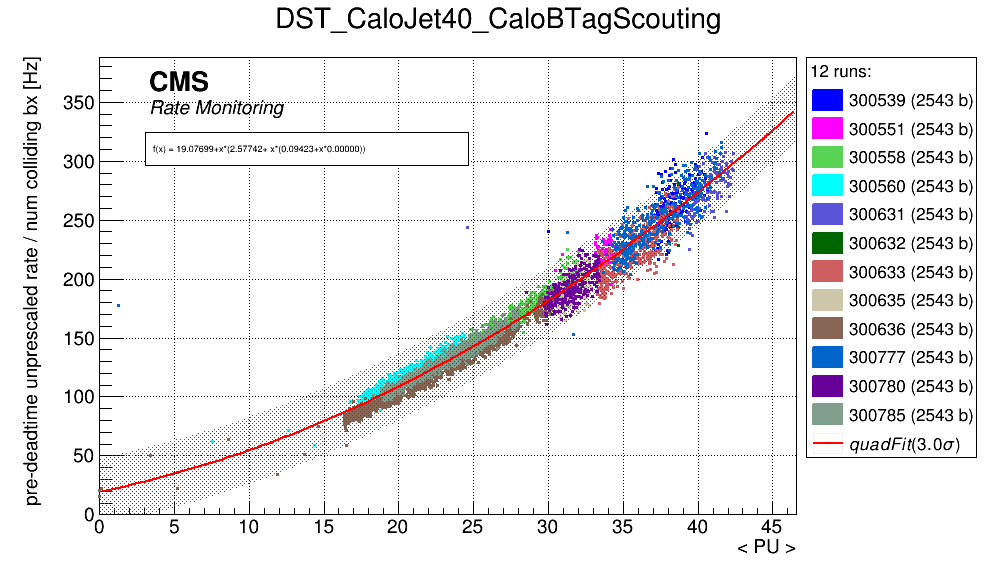 DST_CaloJet40_CaloBTagScouting
pre-deadtime unprescaled rate / num colliding bx [Hz]
CMS
Rate Monitoring
f(x) = 19.07699+x*(2.57742+ x*(0.09423+x*0.00000))
350
300
250
200
150
100
50
0
0 5 10 15 20 25 30 35 40 45
< PU >
12 runs:
300539 (2543 b)
300551 (2543 b)
300558 (2543 b)
300560 (2543 b)
300631 (2543 b)
300632 (2543 b)
300633 (2543 b)
300635 (2543 b)
300636 (2543 b)
300777 (2543 b)
300780 (2543 b)
300785 (2543 b)
quadFit(3.0σ)